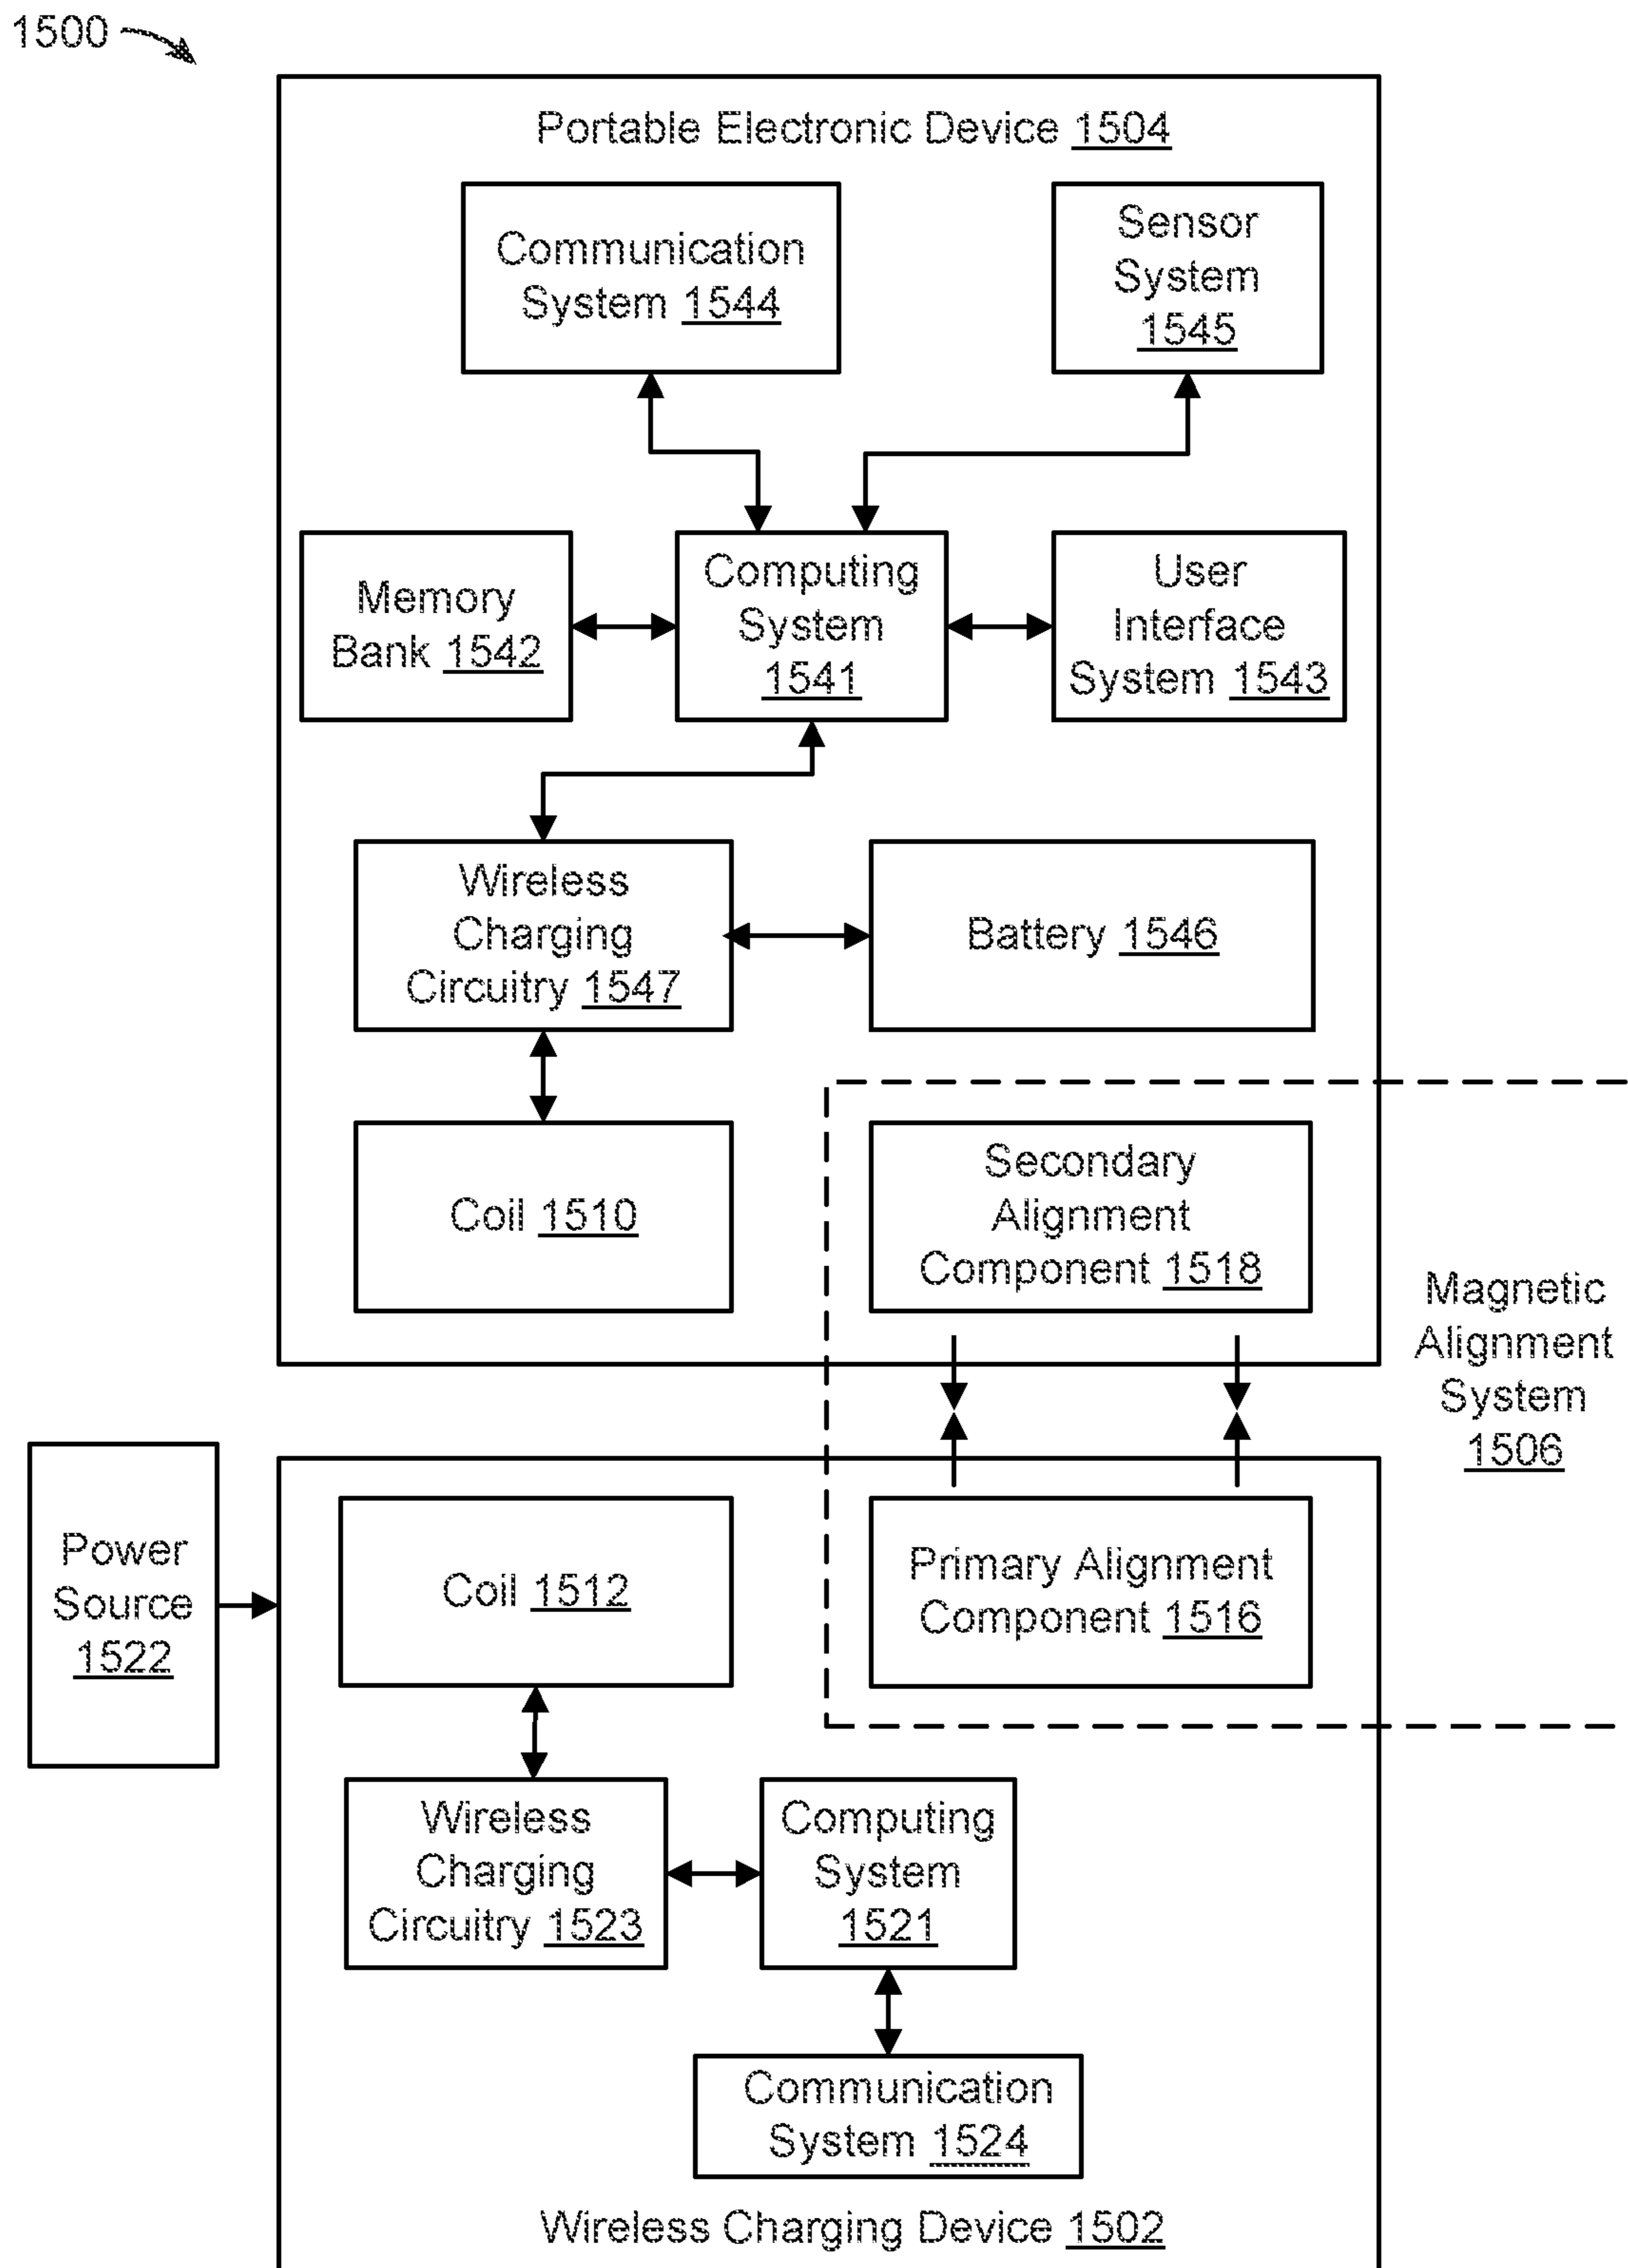 1500
Portable Electronic Device 1504
Communication
System 1544
Sensor
System
1545
Memory
Bank 1542
Computing
System
1541
User
Interface
System 1543
Wireless
Charging
Circuitry 1547
Battery 1546
Coil 1510
Secondary
Alignment
Component 1518
Magnetic
Alignment
System
1506
Power
Source
1522
Coil 1512
Primary Alignment
Component 1516
Wireless
Charging
Circuitry 1523
Computing
System
1521
Communication
System 1524
Wireless Charging Device 1502